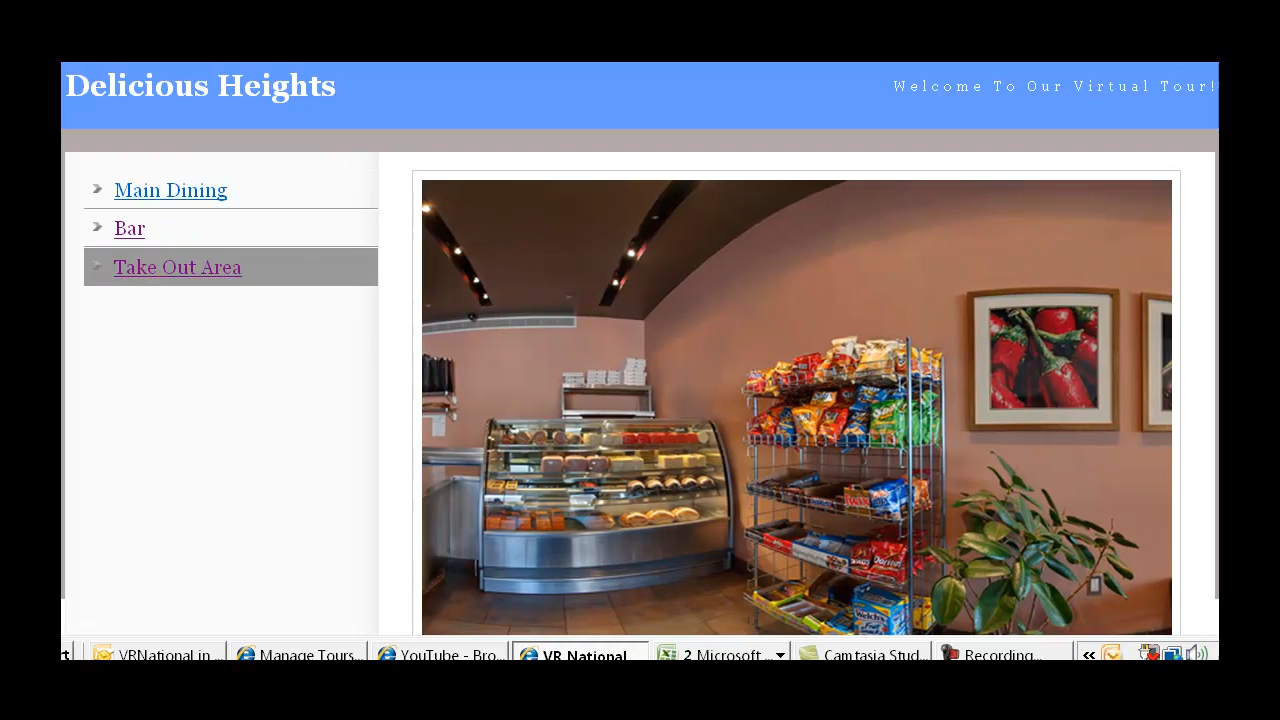 Delicious Heights
Welcome To Our Virtual Tour!
Main Dining
Bar
Take Out Area
VRNational in ...
Manage Tours...
YouTube - Bro...
VR National
2 Microsoft ...
Camtasia Stud...
Recording...